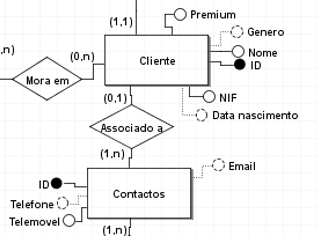 Premium
(1,1)
Genero
,n)
(0,n)
Nome
Cliente
ID
Mora em
NIF
(0,1)
Data nascimento
Associado a
(1,n)
Email
ID
Contactos
Telefone
Telemovel
(1,n)